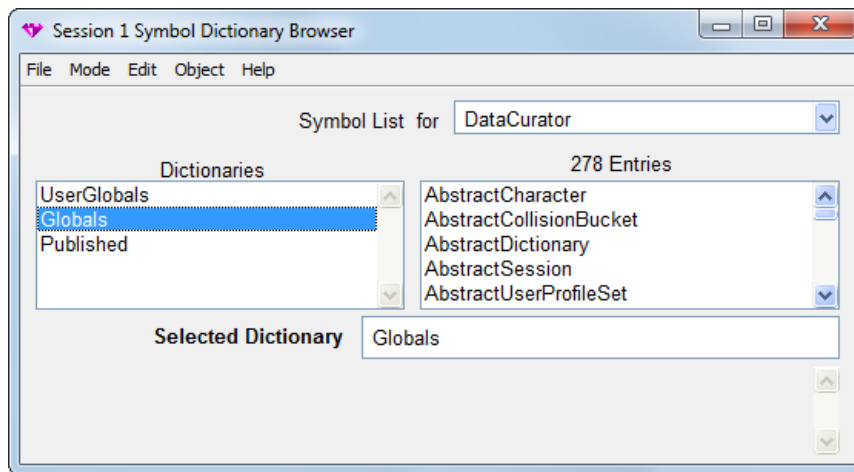 Session 1 Symbol Dictionary Browser
File Mode Edit Object Help
Symbol List for DataCurator
Dictionaries
UserGlobals
Globals
Published
278 Entries
AbstractCharacter
AbstractCollisionBucket
AbstractDictionary
AbstractSession
AbstractUserProfileSet
Selected Dictionary Globals